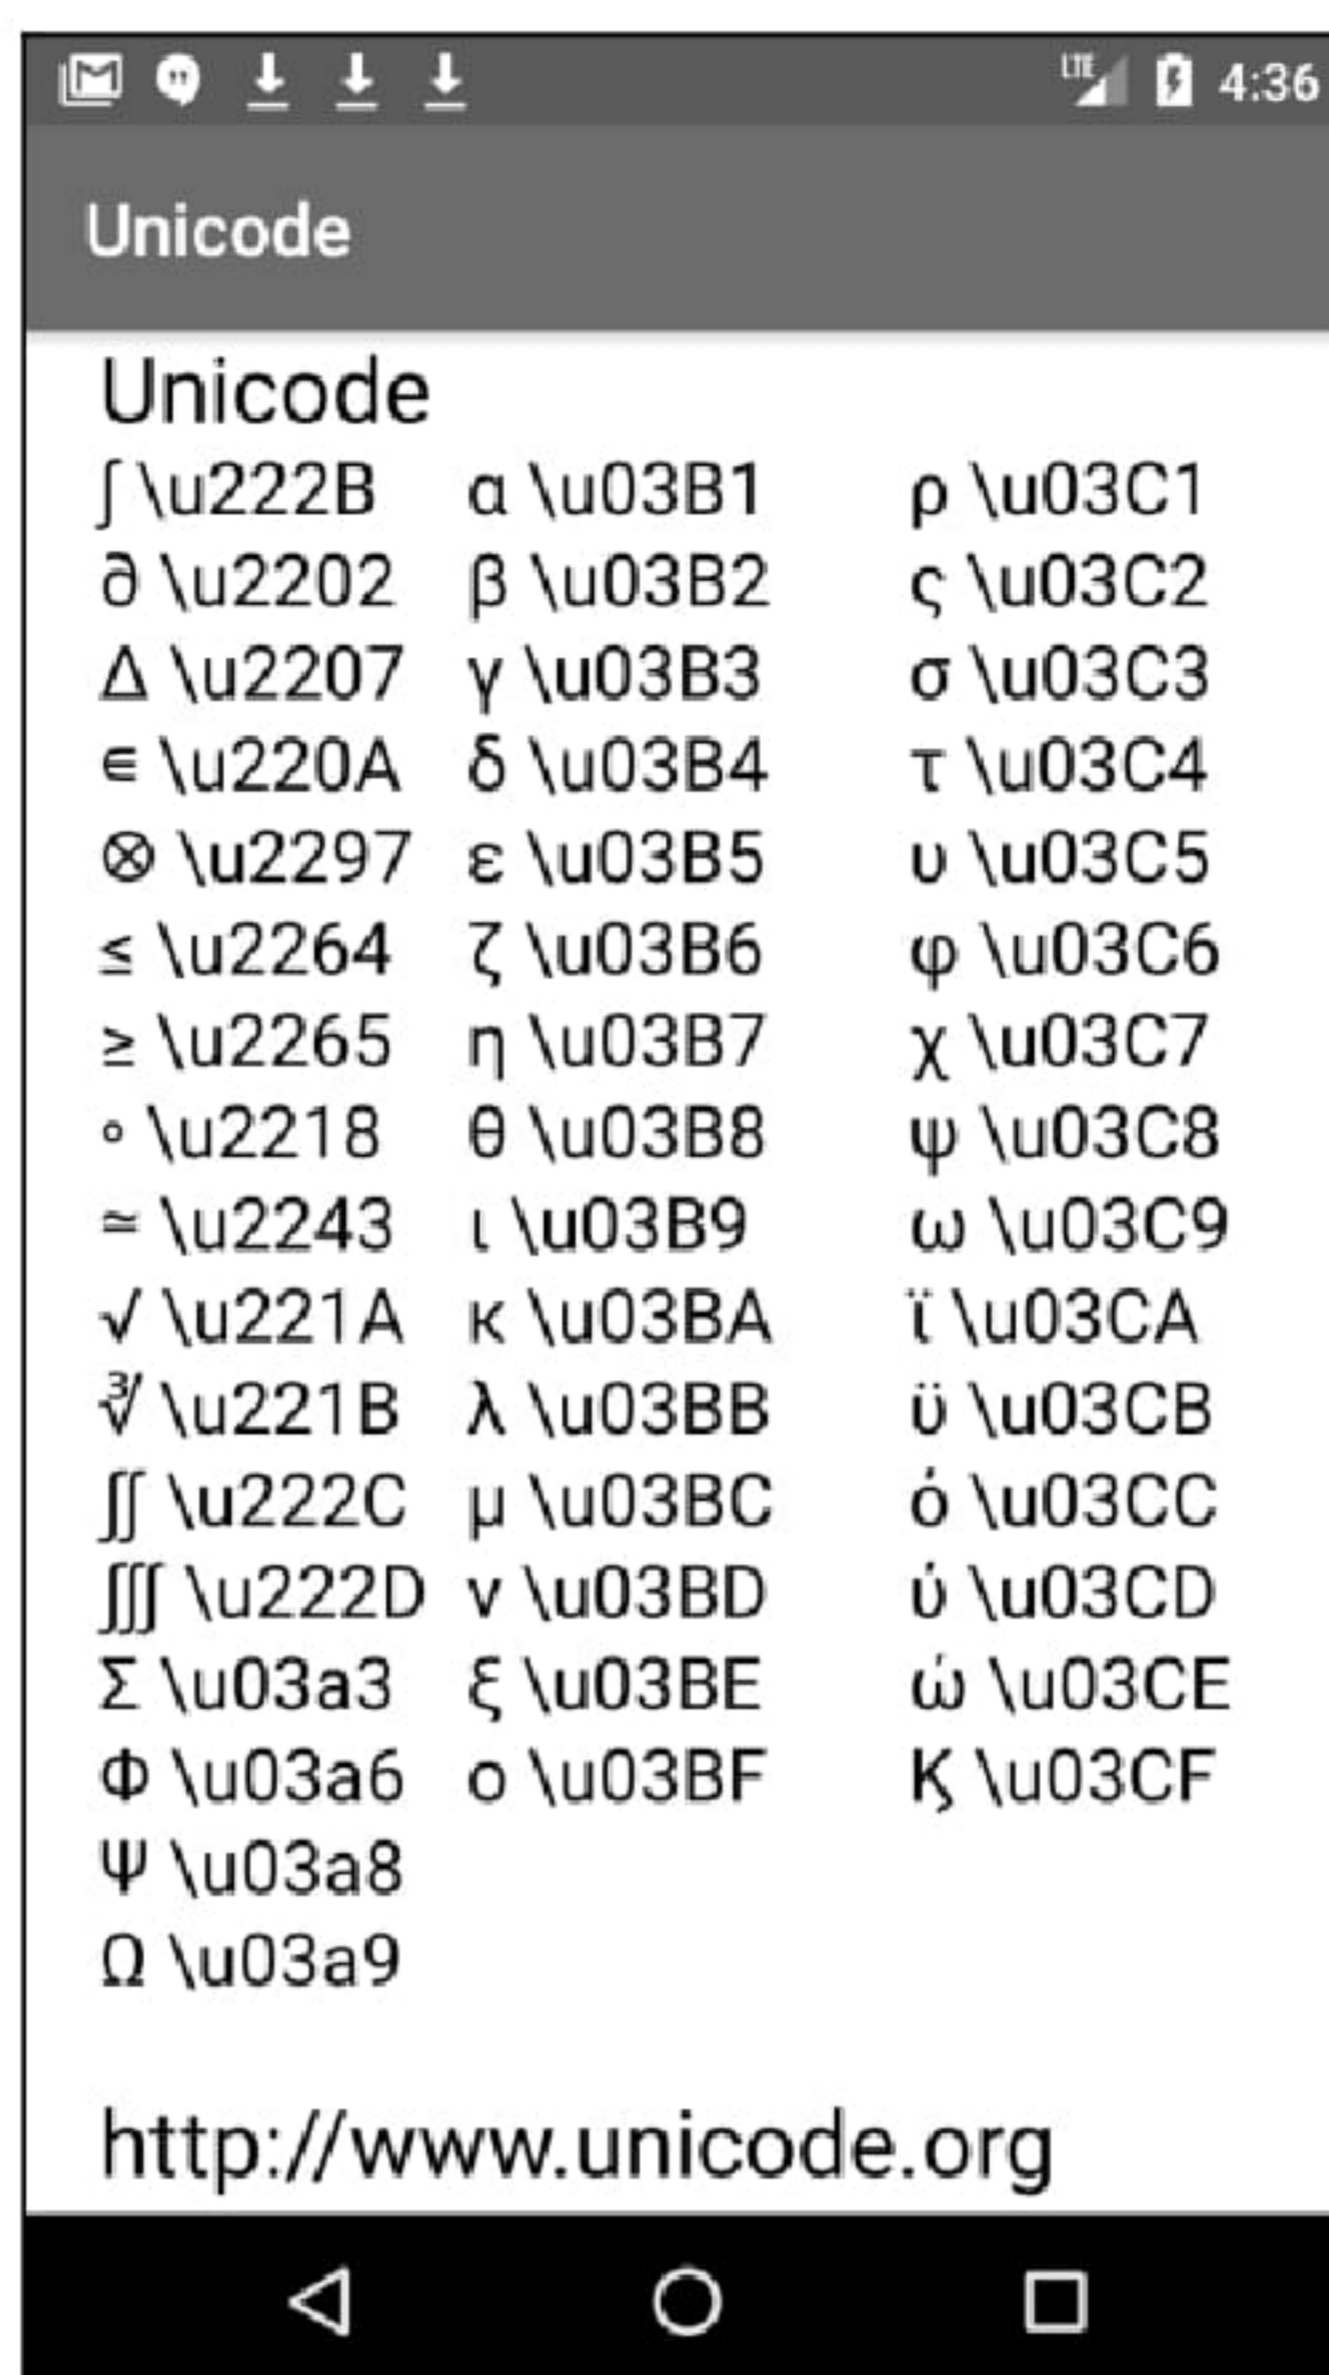 LTE 4:36
Unicode
Unicode
∫ \u222B α \u03B1 ρ \u03C1
∂ \u2202 β \u03B2 ς \u03C2
Δ \u2207 γ \u03B3 σ \u03C3
∊ \u220A δ \u03B4 τ \u03C4
⊗ \u2297 ε \u03B5 υ \u03C5
≤ \u2264 ζ \u03B6 φ \u03C6
≥ \u2265 η \u03B7 χ \u03C7
∘ \u2218 θ \u03B8 ψ \u03C8
≃ \u2243 ι \u03B9 ω \u03C9
√ \u221A κ \u03BA ϊ \u03CA
∛ \u221B λ \u03BB ϋ \u03CB
∬ \u222C μ \u03BC ό \u03CC
∭ \u222D ν \u03BD ύ \u03CD
Σ \u03a3 ξ \u03BE ώ \u03CE
Φ \u03a6 ο \u03BF Ϗ \u03CF
Ψ \u03a8
Ω \u03a9
http://www.unicode.org